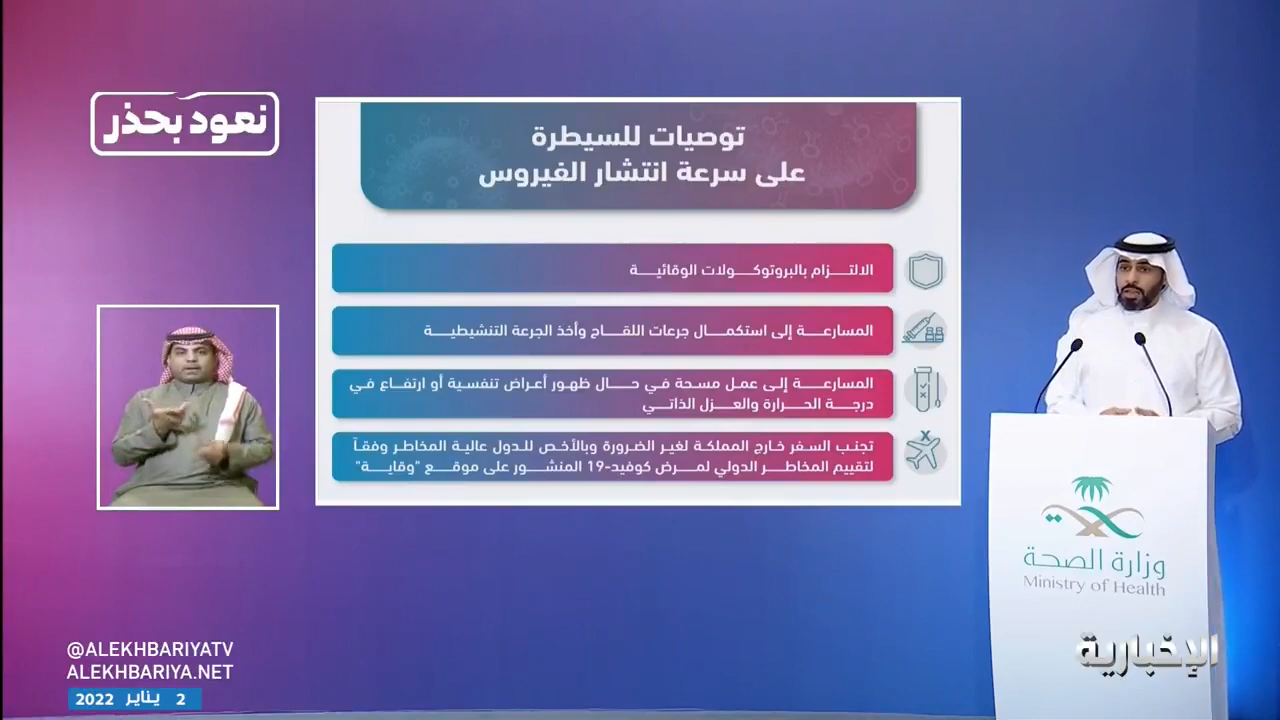 نعود بحذر
توصيات للسيطرة
على سرعة انتشار الفيروس
الالتزام بالبروتوكولات الوقائية
المسارعة إلى استكمال جرعات اللقاح وأخذ الجرعة التنشيطية
المسارعة إلى عمل مسحة في حال ظهور أعراض تنفسية أو ارتفاع في
درجة الحرارة والعزل الذاتي
تجنب السفر خارج المملكة لغير الضرورة وبالأخص للدول عالية المخاطر وفقاً
لتقييم المخاطر الدولي لمرض كوفيد-19 المنشور على موقع "وقاية"
وزارة الصحة
Ministry of Health
الإخبارية
@ALEKHBARIYATV
ALEKHBARIYA.NET
2 يناير 2022